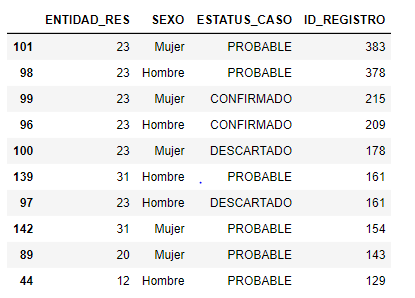 ENTIDAD_RES SEXO ESTATUS_CASO ID_REGISTRO
101 23 Mujer PROBABLE 383
98 23 Hombre PROBABLE 378
99 23 Mujer CONFIRMADO 215
96 23 Hombre CONFIRMADO 209
100 23 Mujer DESCARTADO 178
139 31 Hombre PROBABLE 161
97 23 Hombre DESCARTADO 161
142 31 Mujer PROBABLE 154
89 20 Mujer PROBABLE 143
44 12 Hombre PROBABLE 129